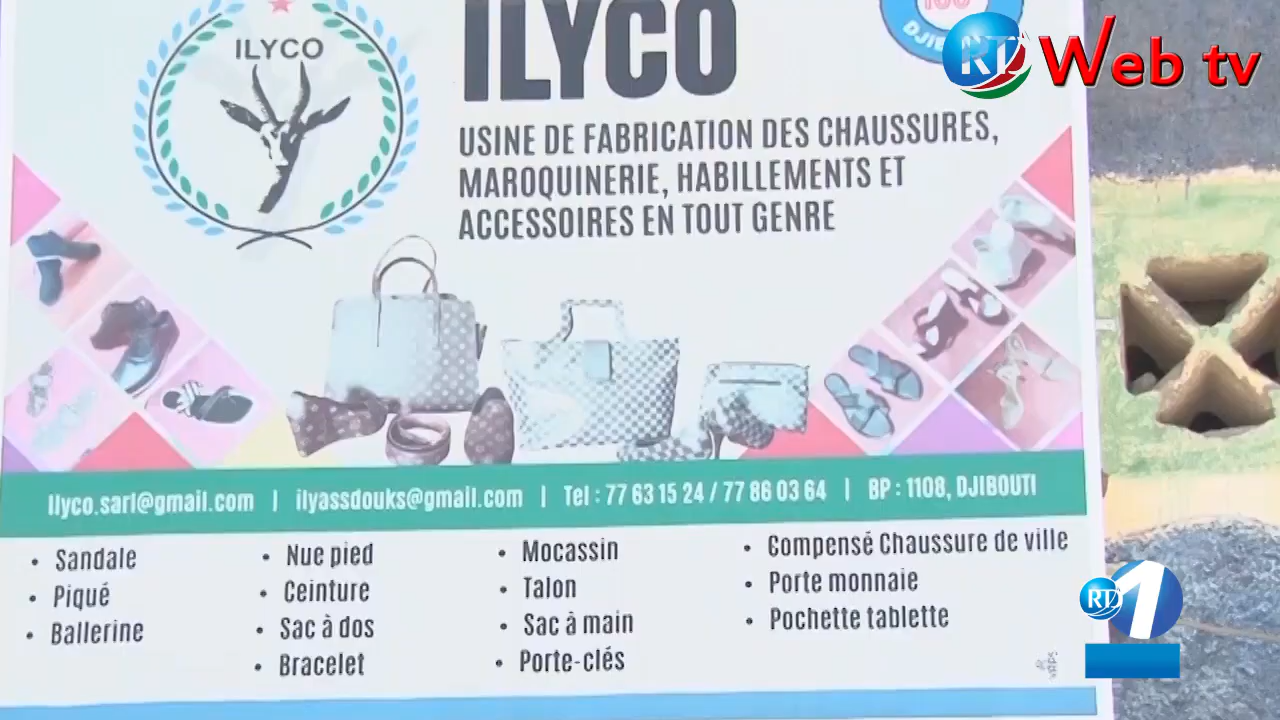 ILYCO
ILYCO
USINE DE FABRICATION DES CHAUSSURES,
MAROQUINERIE, HABILLEMENTS ET
ACCESSOIRES EN TOUT GENRE
RTD Web tv
Ilyco.sarl@gmail.com | ilyassdouks@gmail.com | Tel : 77 63 15 24 / 77 86 03 64 | BP : 1108, DJIBOUTI
• Sandale
• Piqué
• Ballerine
• Nue pied
• Ceinture
• Sac à dos
• Bracelet
• Mocassin
• Talon
• Sac à main
• Porte-clés
• Compensé Chaussure de ville
• Porte monnaie
• Pochette tablette
RTD 1